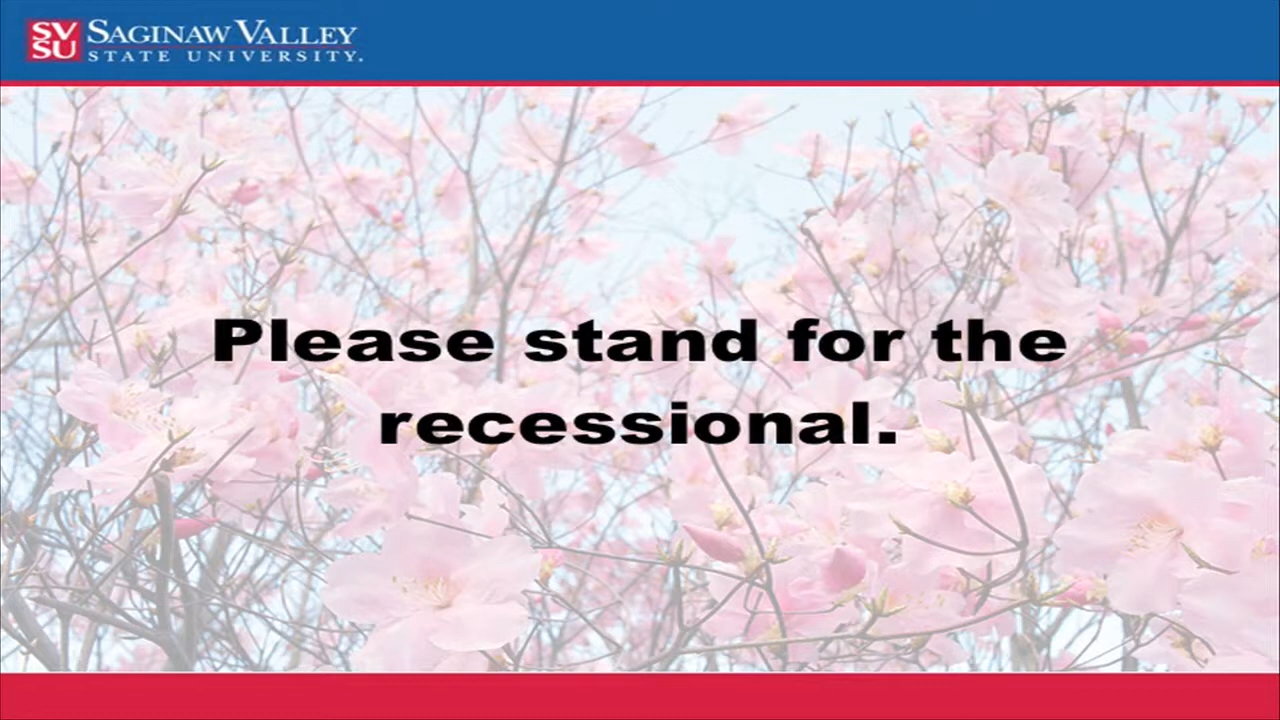 SV
SU
SAGINAW VALLEY
STATE UNIVERSITY.
Please stand for the
recessional.